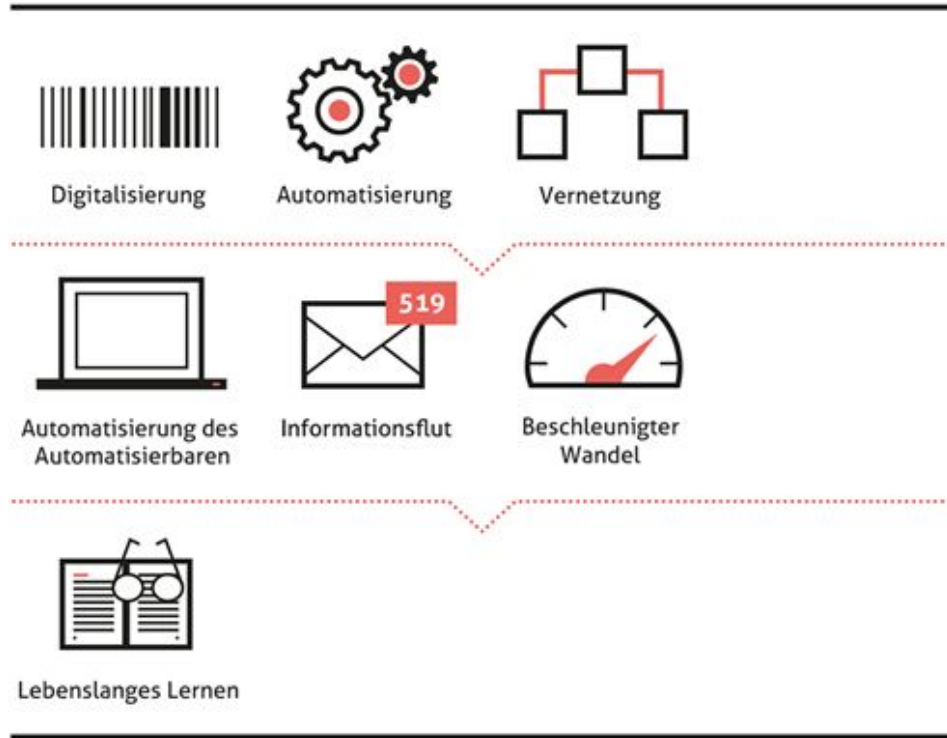 Digitalisierung
Automatisierung
Vernetzung
519
Automatisierung des
Automatisierbaren
Informationsflut
Beschleunigter
Wandel
Lebenslanges Lernen